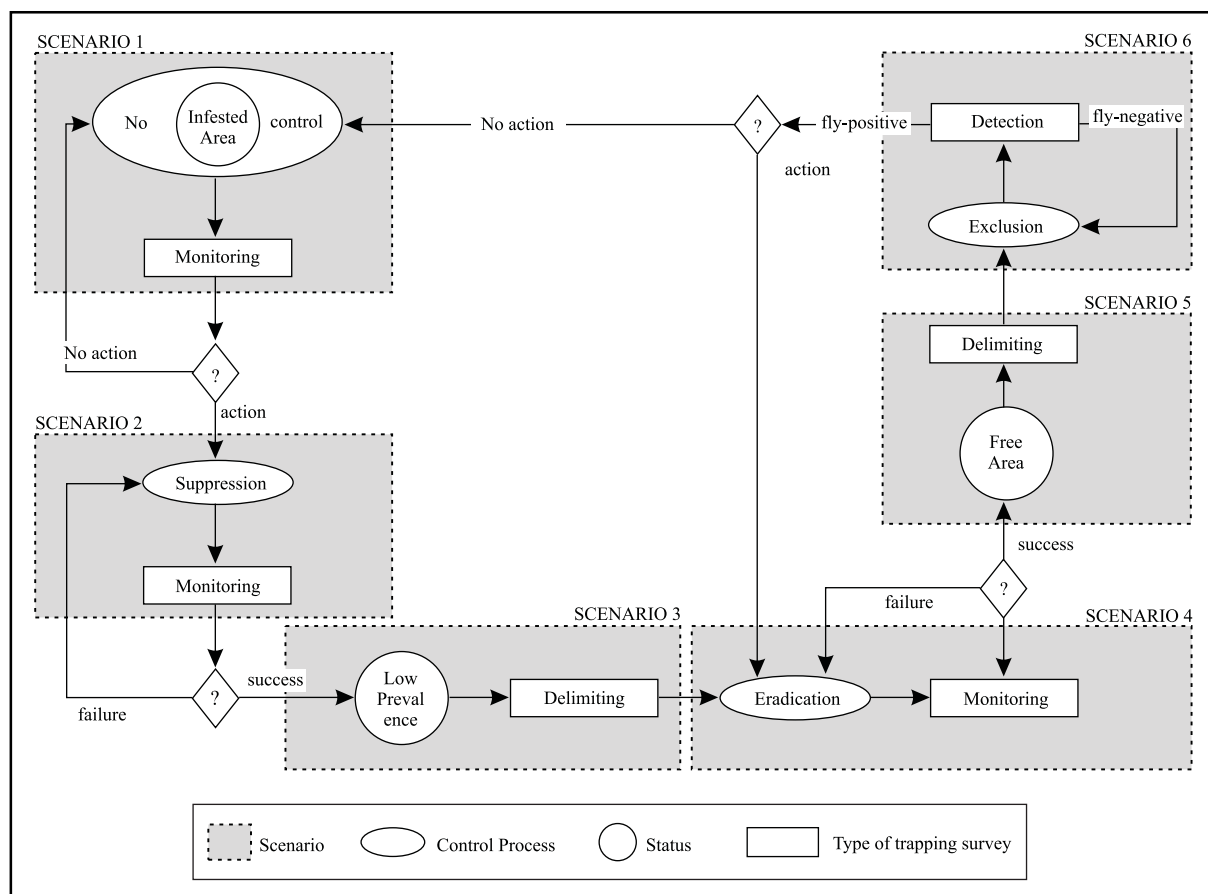 SCENARIO 1
No
Infested
Area
control
Monitoring
No action
?
action
SCENARIO 2
Suppression
Monitoring
failure
?
success
SCENARIO 3
Low
Preval
ence
Delimiting
SCENARIO 4
Eradication
Monitoring
failure
?
success
SCENARIO 5
Free
Area
Delimiting
SCENARIO 6
Exclusion
Detection
fly-negative
fly-positive
?
No action
action
Scenario
Control Process
Status
Type of trapping survey